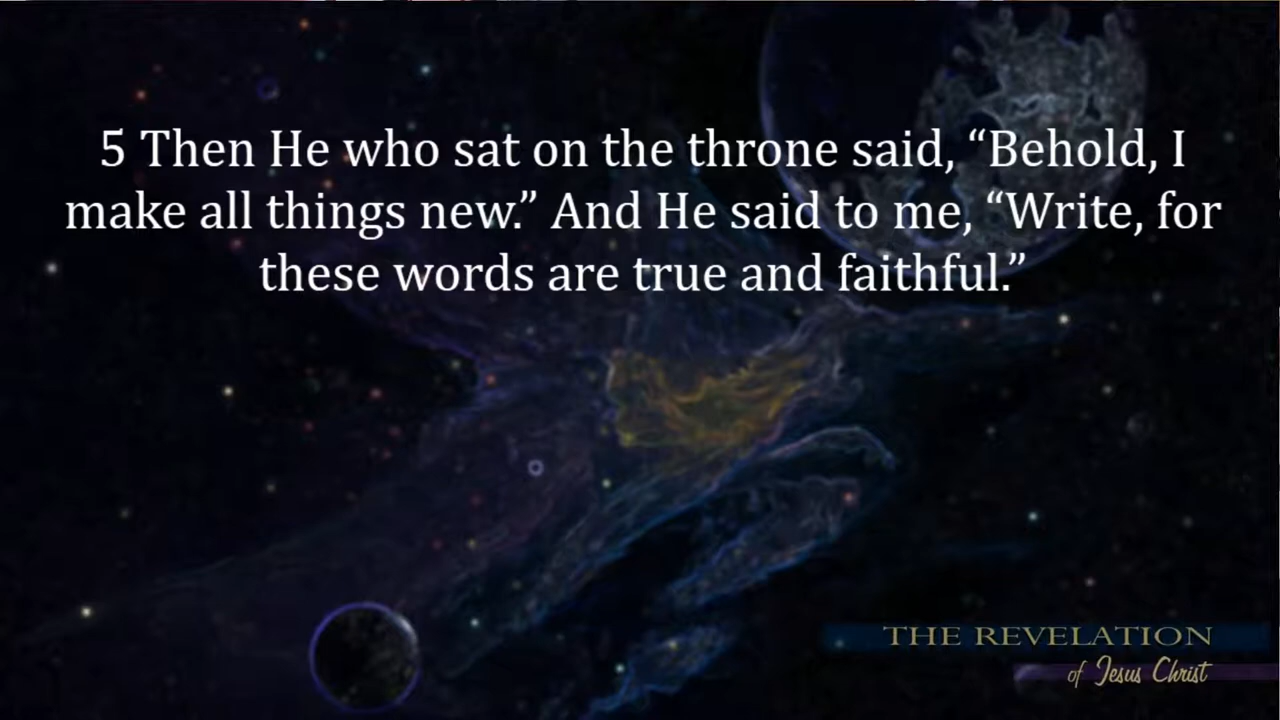 5 Then He who sat on the throne said, “Behold, I
make all things new.” And He said to me, “Write, for
these words are true and faithful.”
THE REVELATION
of Jesus Christ